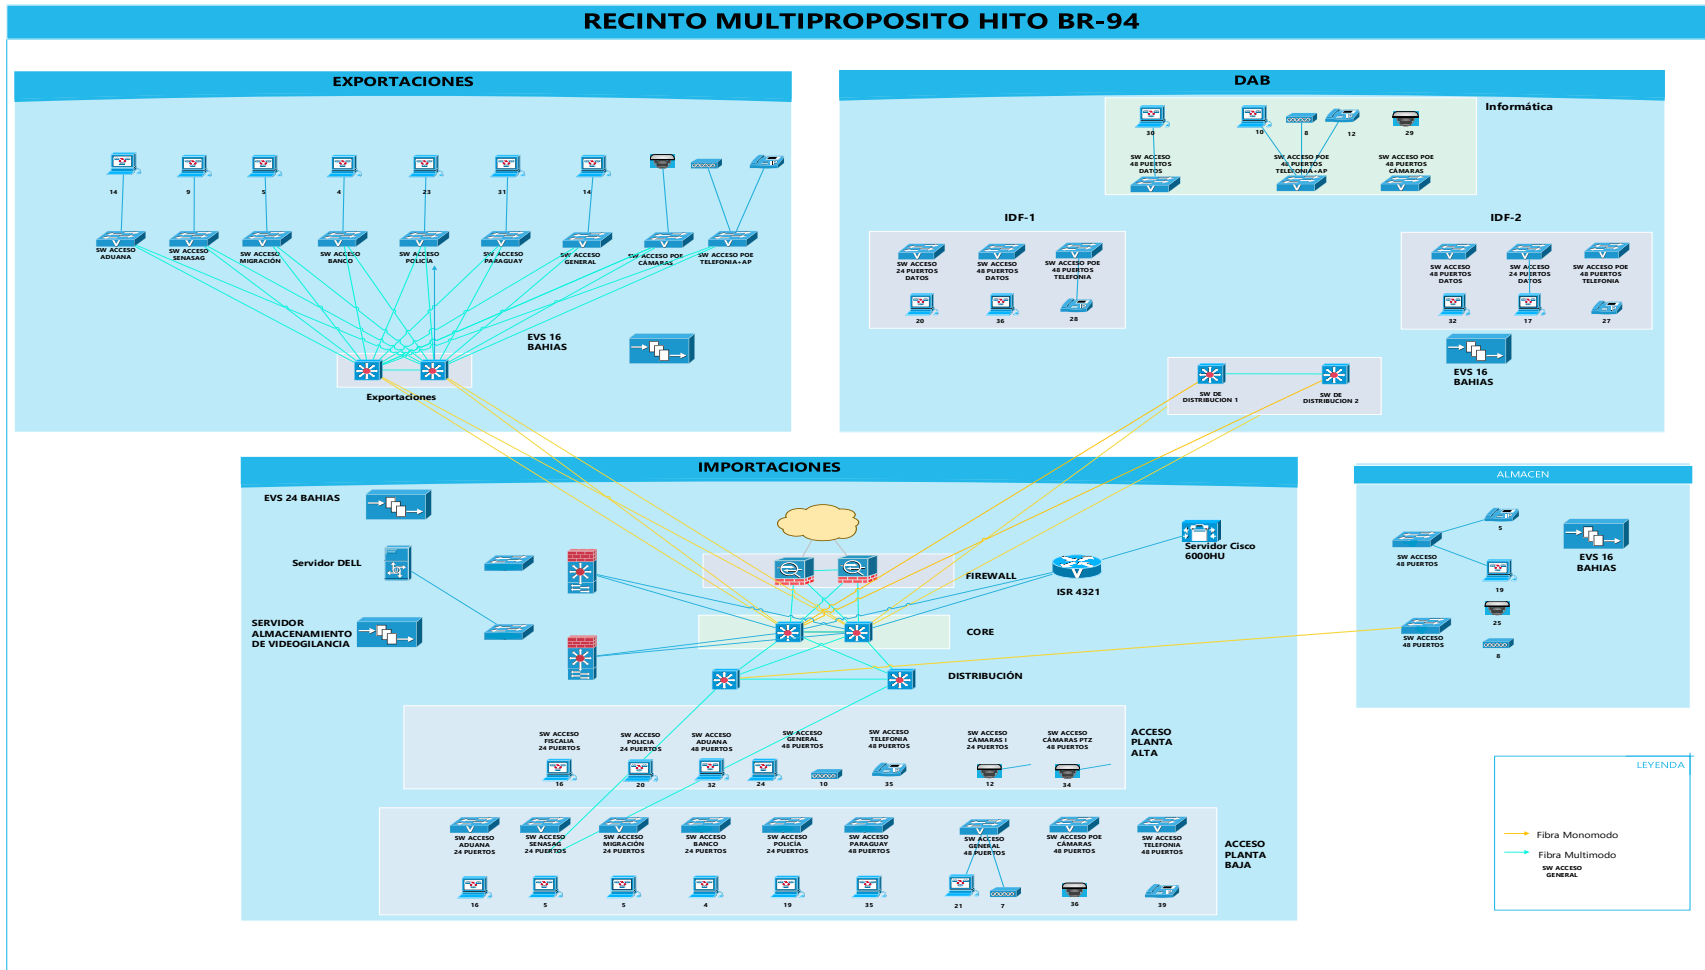 RECINTO MULTIPROPOSITO HITO BR-94
EXPORTACIONES
14
9
5
4
23
31
14
SW ACCESO
ADUANA
SW ACCESO
SENASAG
SW ACCESO
MIGRACIÓN
SW ACCESO
BANCO
SW ACCESO
POLICÍA
SW ACCESO
PARAGUAY
SW ACCESO
GENERAL
SW ACCESO POE
CÁMARAS
SW ACCESO POE
TELEFONIA+AP
EVS 16
BAHIAS
Exportaciones
DAB
Informática
30
10
8
12
29
SW ACCESO
48 PUERTOS
DATOS
SW ACCESO POE
48 PUERTOS
TELEFONIA+AP
SW ACCESO POE
48 PUERTOS
CÁMARAS
IDF-1
SW ACCESO
24 PUERTOS
DATOS
SW ACCESO
48 PUERTOS
DATOS
SW ACCESO POE
48 PUERTOS
TELEFONIA
20
36
28
IDF-2
SW ACCESO
48 PUERTOS
DATOS
SW ACCESO
24 PUERTOS
DATOS
SW ACCESO POE
48 PUERTOS
TELEFONIA
32
17
27
EVS 16
BAHIAS
SW DE
DISTRIBUCION 1
SW DE
DISTRIBUCION 2
IMPORTACIONES
EVS 24 BAHIAS
Servidor DELL
SERVIDOR
ALMACENAMIENTO
DE VIDEOGILANCIA
FIREWALL
ISR 4321
Servidor Cisco
6000HU
CORE
DISTRIBUCIÓN
SW ACCESO
FISCALIA
24 PUERTOS
SW ACCESO
POLICIA
24 PUERTOS
SW ACCESO
ADUANA
48 PUERTOS
SW ACCESO
GENERAL
48 PUERTOS
SW ACCESO
TELEFONIA
48 PUERTOS
SW ACCESO
CÁMARAS I
24 PUERTOS
SW ACCESO
CÁMARAS PTZ
48 PUERTOS
ACCESO
PLANTA
ALTA
16
20
32
24
10
35
12
34
SW ACCESO
ADUANA
24 PUERTOS
SW ACCESO
SENASAG
24 PUERTOS
SW ACCESO
MIGRACIÓN
24 PUERTOS
SW ACCESO
BANCO
24 PUERTOS
SW ACCESO
POLICÍA
24 PUERTOS
SW ACCESO
PARAGUAY
48 PUERTOS
SW ACCESO
GENERAL
48 PUERTOS
SW ACCESO POE
CÁMARAS
48 PUERTOS
SW ACCESO
TELEFONIA
48 PUERTOS
ACCESO
PLANTA
BAJA
16
5
5
4
19
35
21
7
36
39
ALMACEN
5
SW ACCESO
48 PUERTOS
19
EVS 16
BAHIAS
25
SW ACCESO
48 PUERTOS
8
LEYENDA
Fibra Monomodo
Fibra Multimodo
SW ACCESO
GENERAL